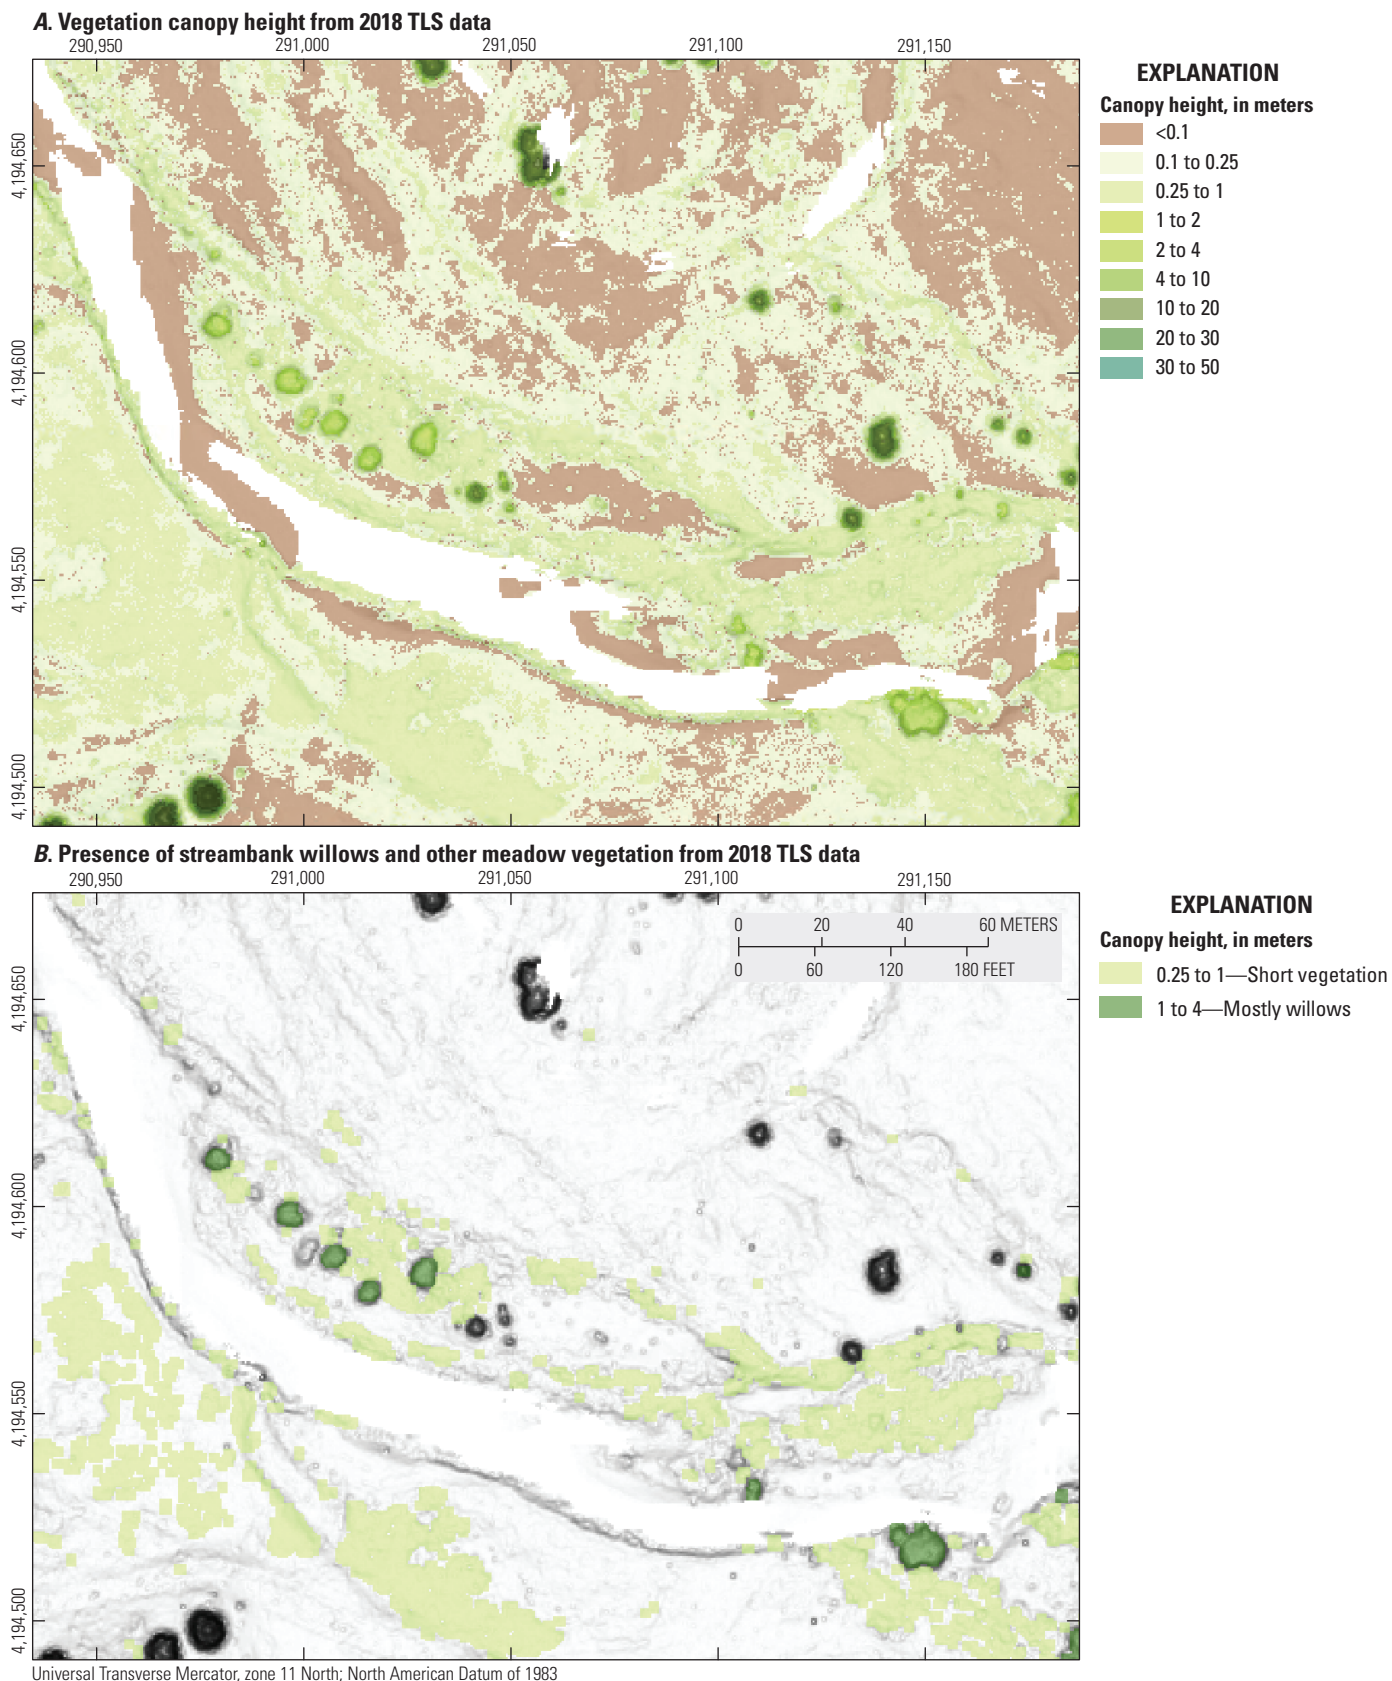 A. Vegetation canopy height from 2018 TLS data
290,950 291,000 291,050 291,100 291,150
4,194,650
4,194,600
4,194,550
4,194,500
EXPLANATION
Canopy height, in meters
<0.1
0.1 to 0.25
0.25 to 1
1 to 2
2 to 4
4 to 10
10 to 20
20 to 30
30 to 50
B. Presence of streambank willows and other meadow vegetation from 2018 TLS data
290,950 291,000 291,050 291,100 291,150
4,194,650
4,194,600
4,194,550
4,194,500
0 20 40 60 METERS
0 60 120 180 FEET
EXPLANATION
Canopy height, in meters
0.25 to 1—Short vegetation
1 to 4—Mostly willows
Universal Transverse Mercator, zone 11 North; North American Datum of 1983